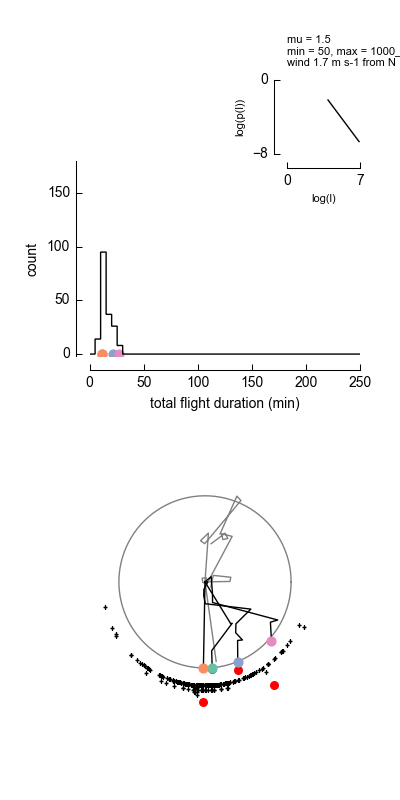 mu = 1.5
min = 50, max = 1000_
wind 1.7 m s-1 from N
0
log(p(l))
−8
0 7
log(l)
150
100
50
0
count
0 50 100 150 200 250
total flight duration (min)